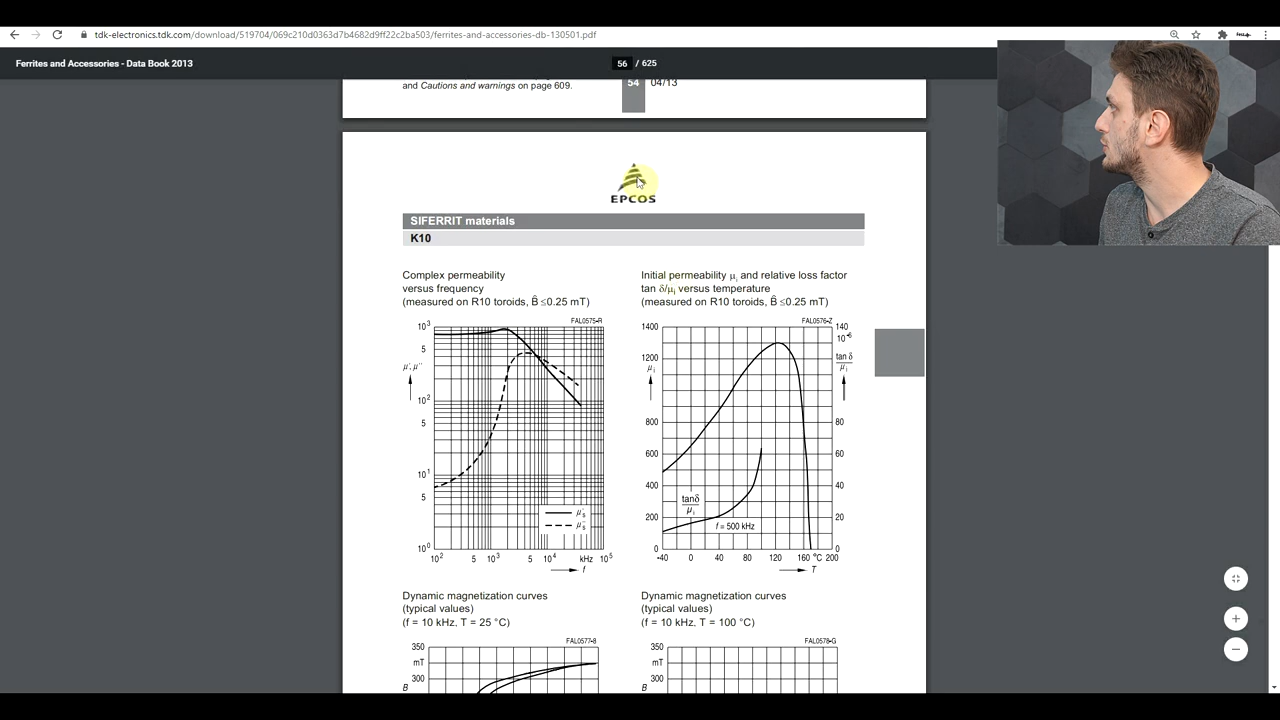 tdk-electronics.tdk.com/download/519704/069c210d0363d7b4682d9ff22c2ba503/ferrites-and-accessories-db-130501.pdf
Ferrites and Accessories - Data Book 2013
56 / 625
and Cautions and warnings on page 609.
54
04/13
EPCOS
SIFERRIT materials
K10
Complex permeability
versus frequency
(measured on R10 toroids, B̂ ≤0.25 mT)
FAL0575-R
10³
5
µ', µ''
10²
5
10¹
5
10⁰
µ's
µ''s
10² 5 10³ 5 10⁴ kHz 10⁵
f
Initial permeability µi and relative loss factor
tan δ/µi versus temperature
(measured on R10 toroids, B̂ ≤0.25 mT)
FAL0576-Z
1400
1200
µi
800
600
400
200
0
140
10⁻⁶
tan δ
µi
80
60
40
20
0
tanδ
µi
f = 500 kHz
-40 0 40 80 120 160 °C 200
T
Dynamic magnetization curves
(typical values)
(f = 10 kHz, T = 25 °C)
FAL0577-8
350
mT
300
B
Dynamic magnetization curves
(typical values)
(f = 10 kHz, T = 100 °C)
FAL0578-G
350
mT
300
B